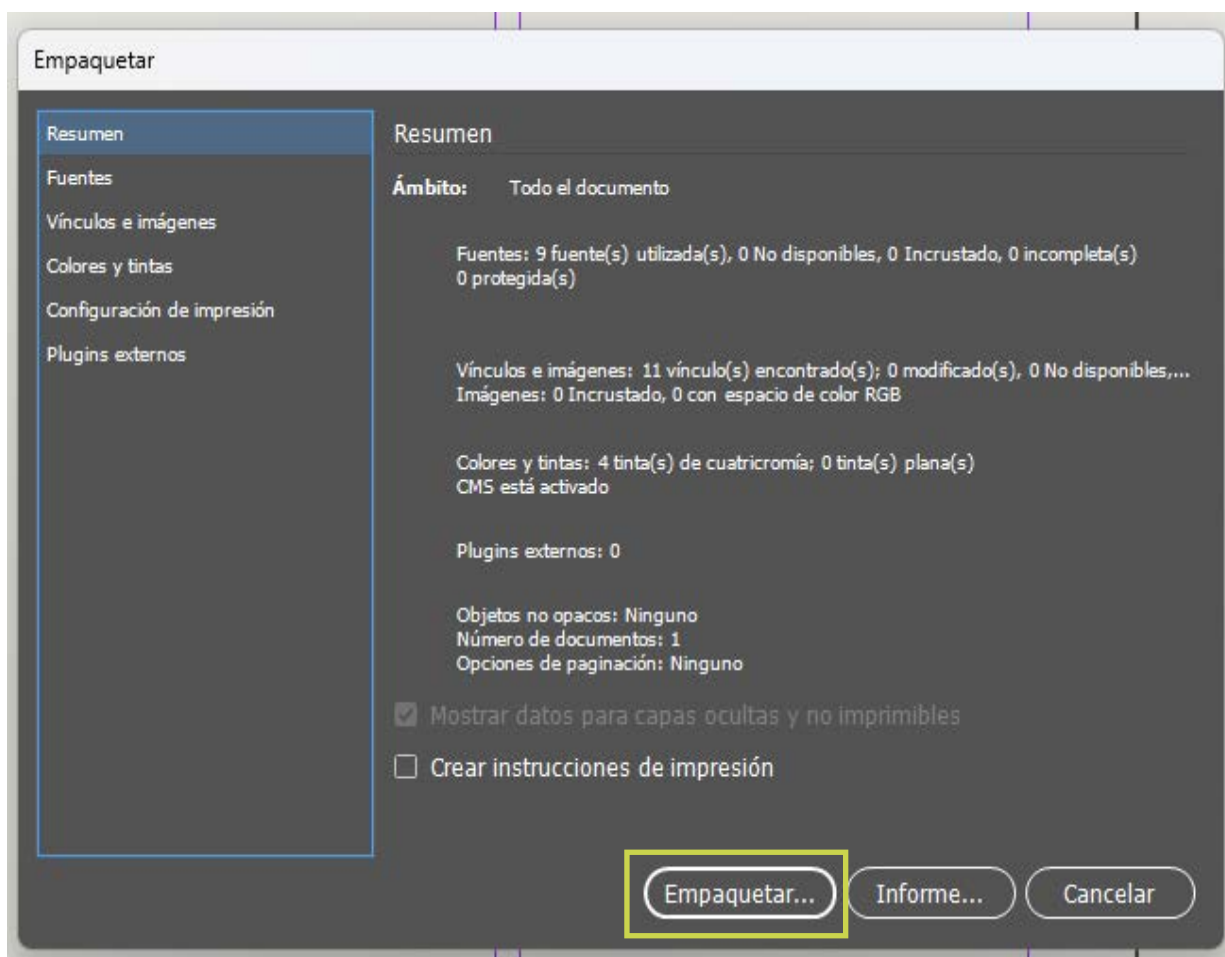 Empaquetar
Resumen
Fuentes
Vínculos e imágenes
Colores y tintas
Configuración de impresión
Plugins externos
Resumen
Ámbito: Todo el documento
Fuentes: 9 fuente(s) utilizada(s), 0 No disponibles, 0 Incrustado, 0 incompleta(s)
0 protegida(s)
Vínculos e imágenes: 11 vínculo(s) encontrado(s); 0 modificado(s), 0 No disponibles,...
Imágenes: 0 Incrustado, 0 con espacio de color RGB
Colores y tintas: 4 tinta(s) de cuatricromía; 0 tinta(s) plana(s)
CMS está activado
Plugins externos: 0
Objetos no opacos: Ninguno
Número de documentos: 1
Opciones de paginación: Ninguno
Mostrar datos para capas ocultas y no imprimibles
Crear instrucciones de impresión
Empaquetar... Informe... Cancelar